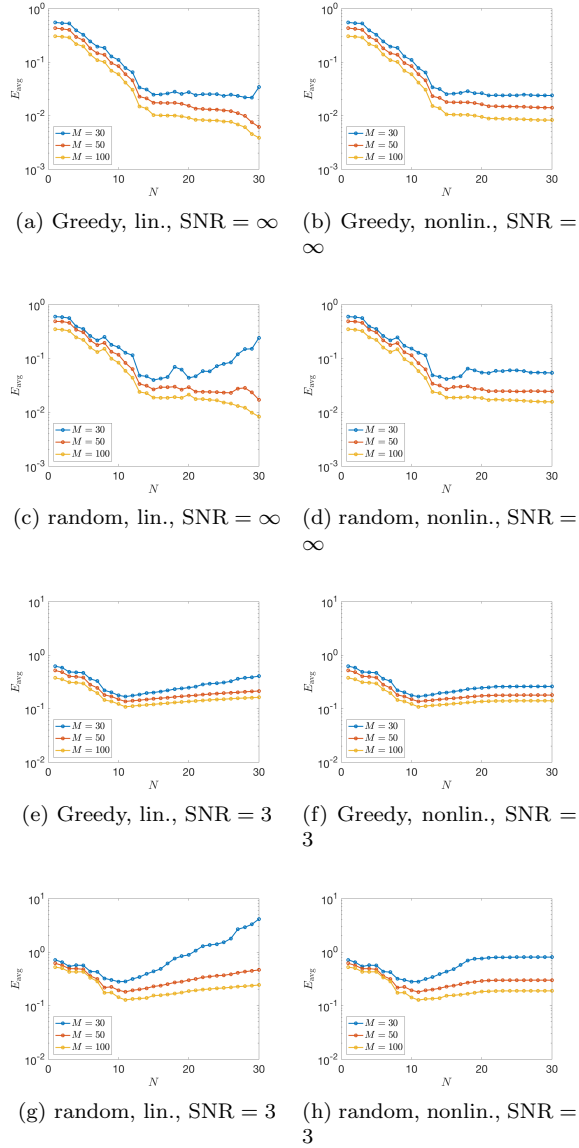 10^0
10^-1
10^-2
10^-3
E_avg
M = 30
M = 50
M = 100
0 10 20 30
N
10^0
10^-1
10^-2
10^-3
E_avg
M = 30
M = 50
M = 100
0 10 20 30
N
(a) Greedy, lin., SNR = ∞
(b) Greedy, nonlin., SNR =
∞
10^0
10^-1
10^-2
10^-3
E_avg
M = 30
M = 50
M = 100
0 10 20 30
N
10^0
10^-1
10^-2
10^-3
E_avg
M = 30
M = 50
M = 100
0 10 20 30
N
(c) random, lin., SNR = ∞
(d) random, nonlin., SNR =
∞
10^1
10^0
10^-1
10^-2
E_avg
M = 30
M = 50
M = 100
0 10 20 30
N
10^1
10^0
10^-1
10^-2
E_avg
M = 30
M = 50
M = 100
0 10 20 30
N
(e) Greedy, lin., SNR = 3
(f) Greedy, nonlin., SNR =
3
10^1
10^0
10^-1
10^-2
E_avg
M = 30
M = 50
M = 100
0 10 20 30
N
10^1
10^0
10^-1
10^-2
E_avg
M = 30
M = 50
M = 100
0 10 20 30
N
(g) random, lin., SNR = 3
(h) random, nonlin., SNR =
3